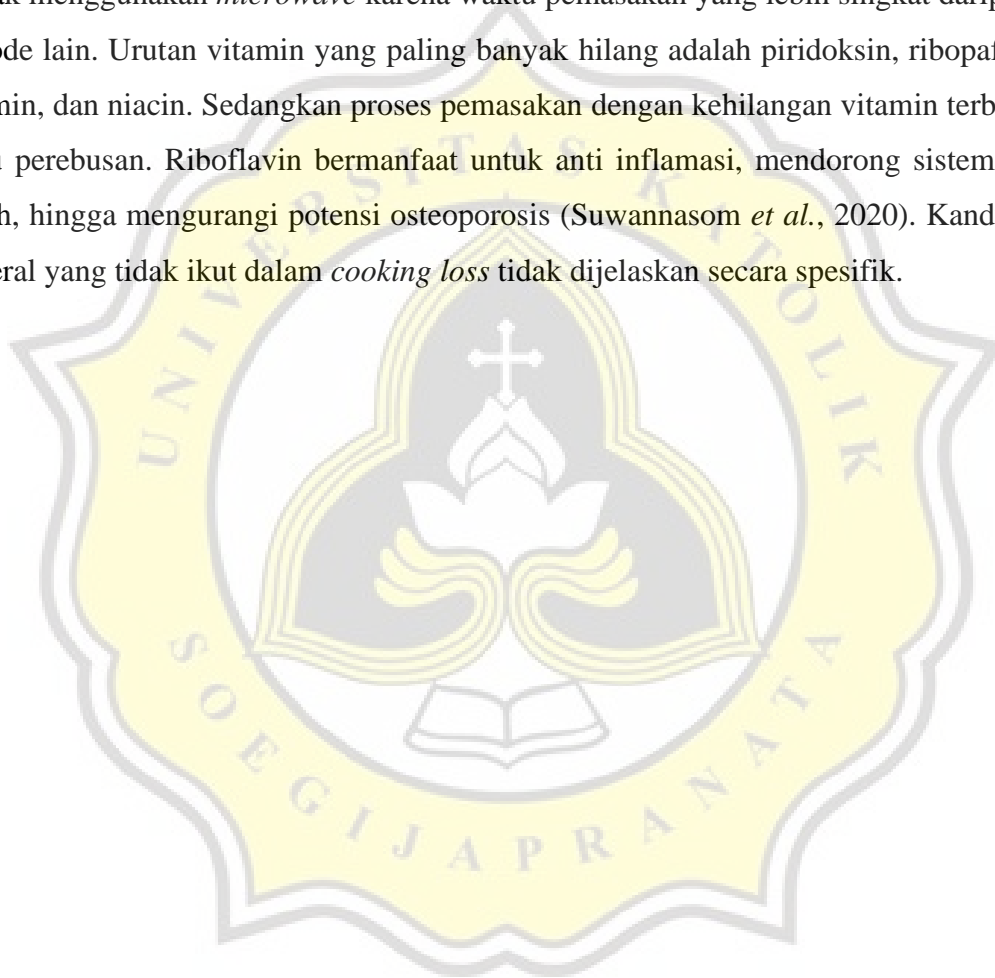 ak menggunakan microwave karena waktu pemasakan yang lebih singkat darip
ode lain. Urutan vitamin yang paling banyak hilang adalah piridoksin, ribopaf
min, dan niacin. Sedangkan proses pemasakan dengan kehilangan vitamin terb
u perebusan. Riboflavin bermanfaat untuk anti inflamasi, mendorong sistem
h, hingga mengurangi potensi osteoporosis (Suwannasom et al., 2020). Kand
eral yang tidak ikut dalam cooking loss tidak dijelaskan secara spesifik.
UNIVERSITAS KATOLIK
SOEGIJAPRANATA